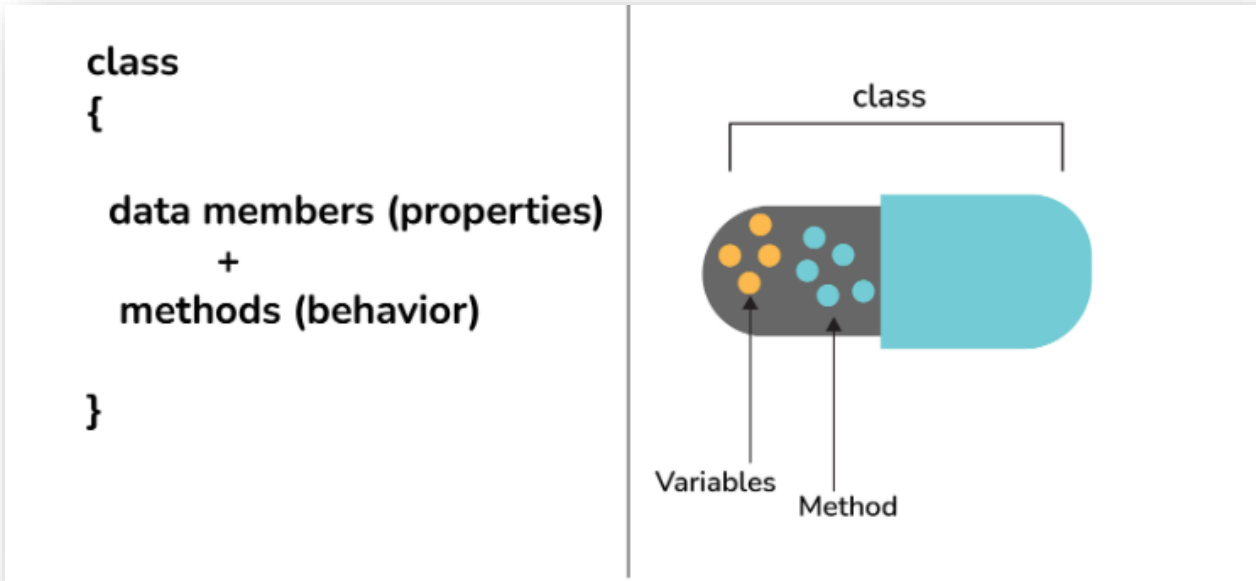 class
{
data members (properties)
+
methods (behavior)
}
class
Variables
Method